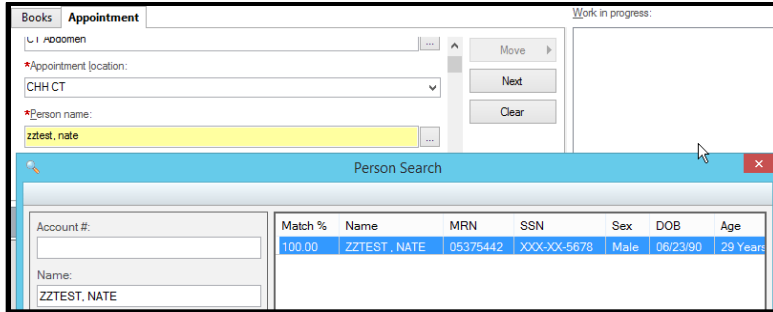 Books Appointment
Work in progress:
CT Abdomen
...
Move
*Appointment location:
CHH CT
Next
*Person name:
Clear
zztest, nate
...
Person Search
Account #:
Match % Name MRN SSN Sex DOB Age
100.00 ZZTEST , NATE 05375442 XXX-XX-5678 Male 06/23/90 29 Years
Name:
ZZTEST, NATE